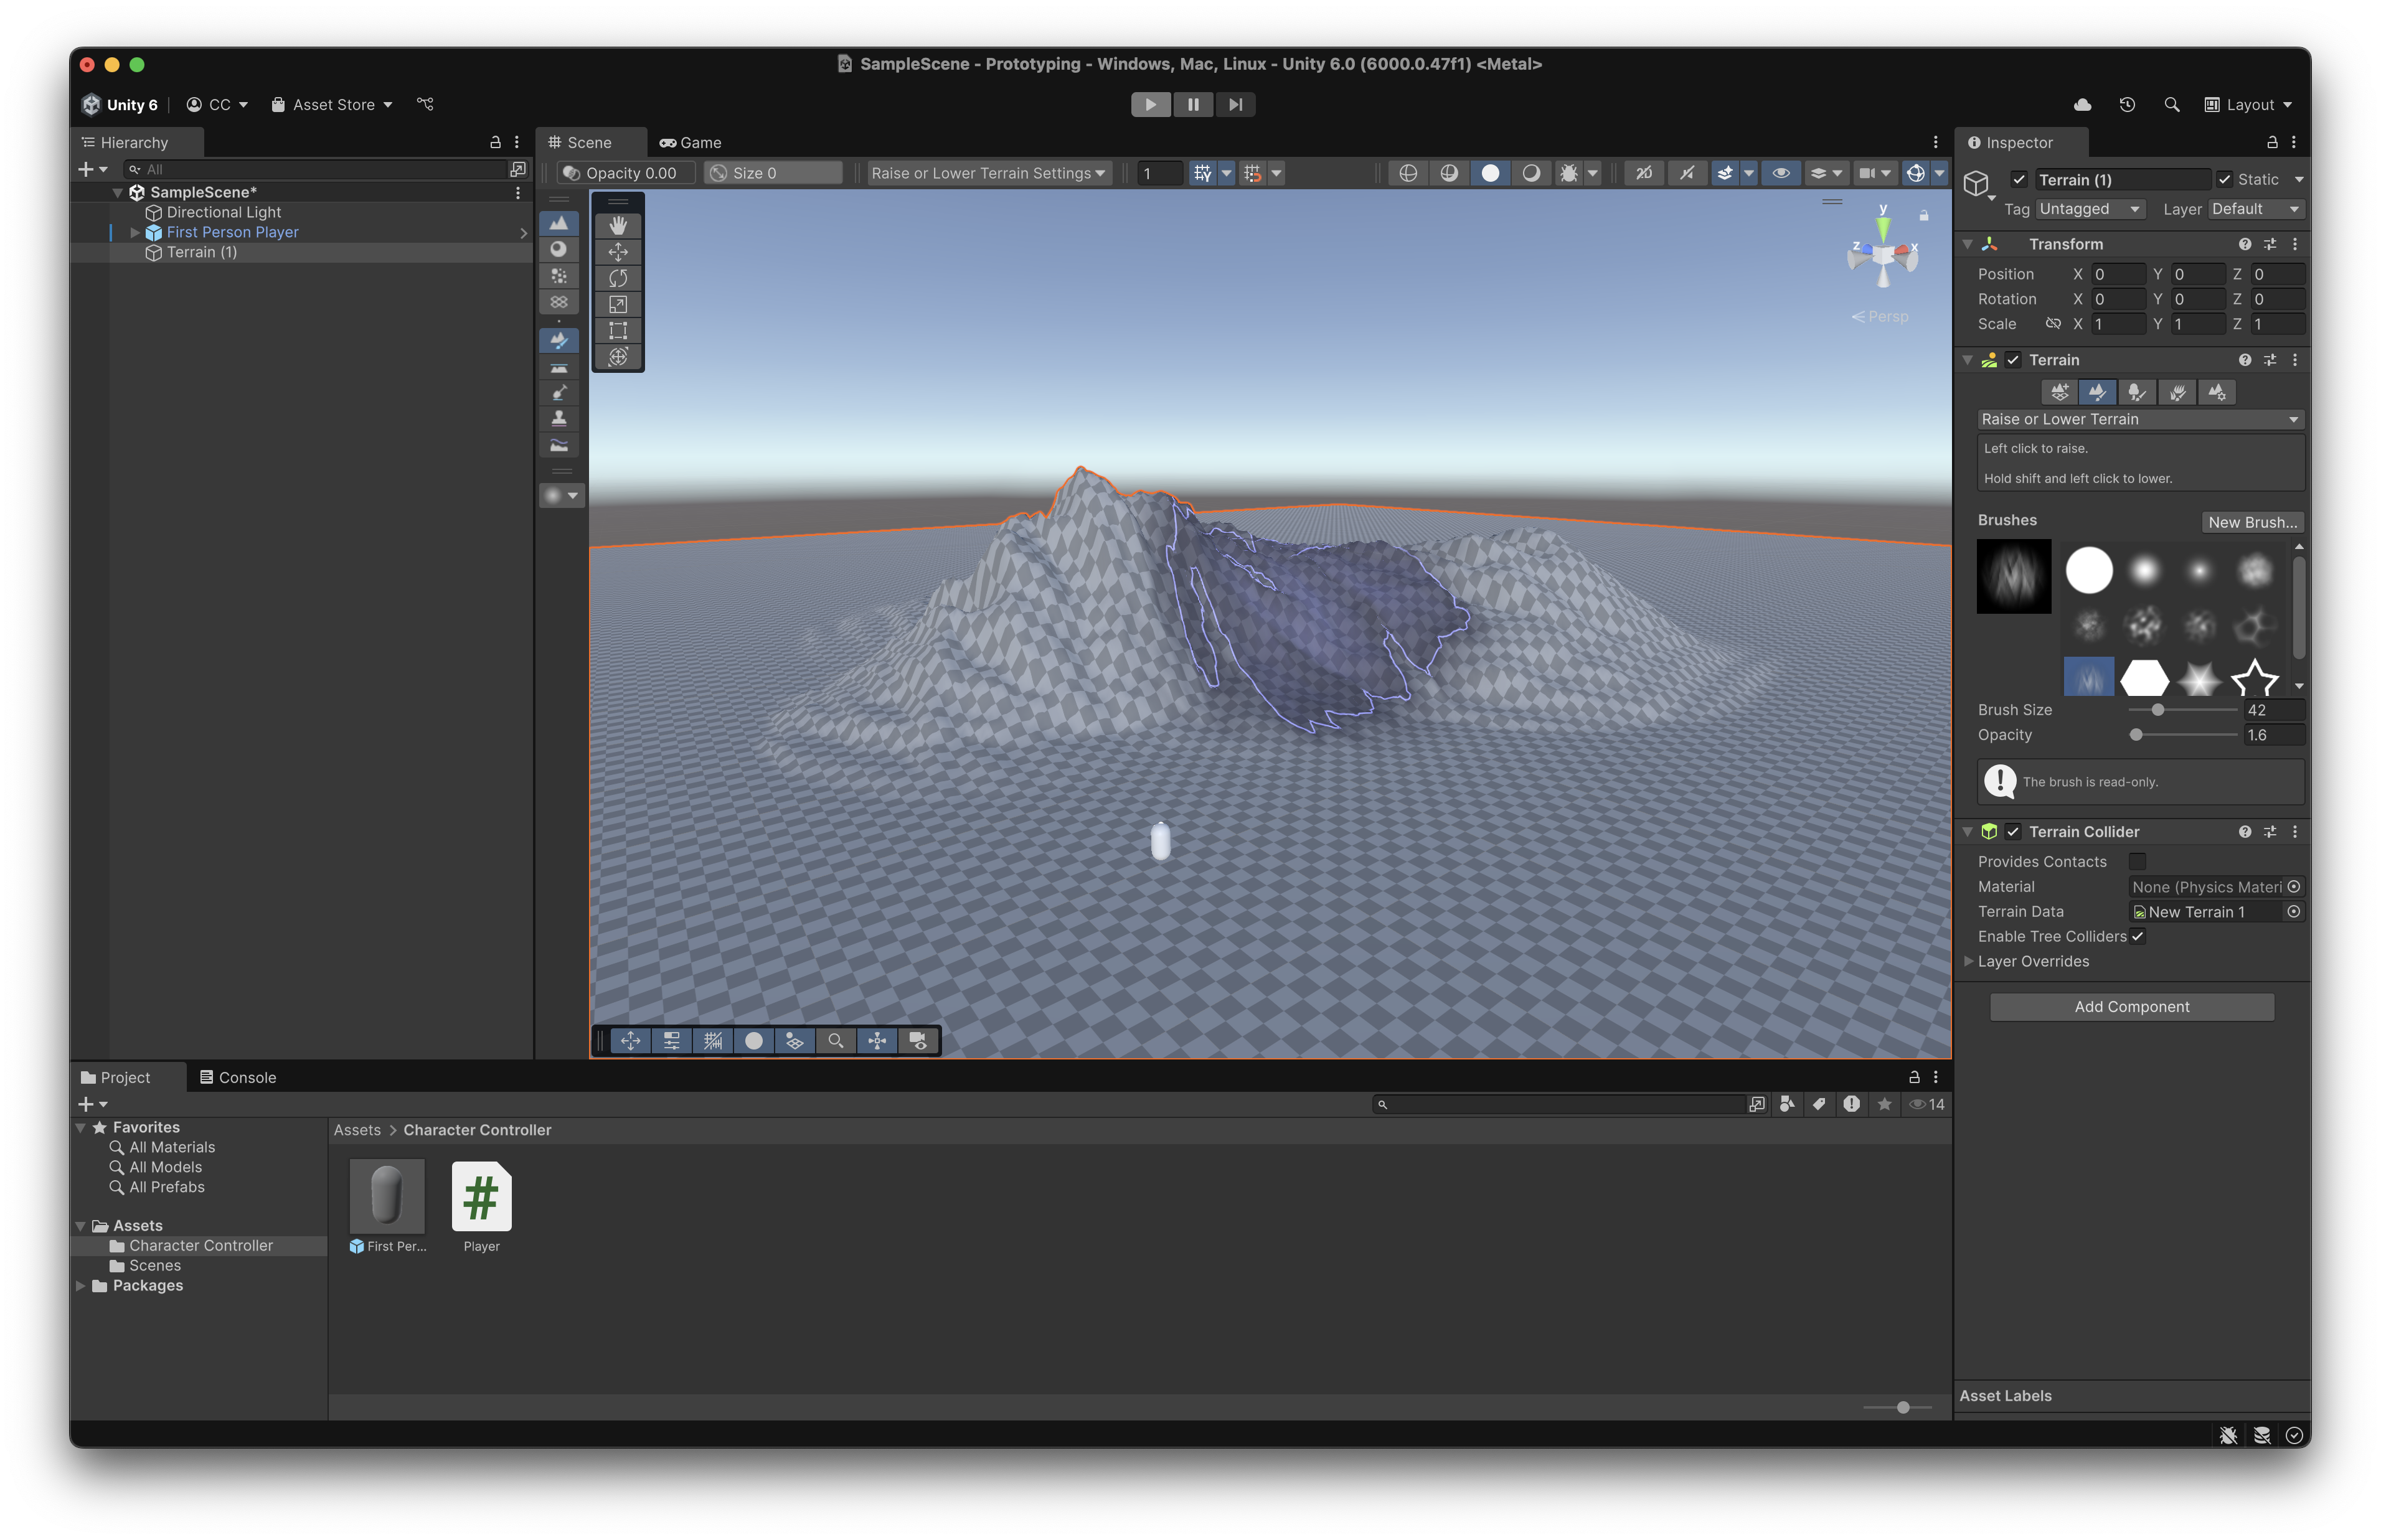 SampleScene - Prototyping - Windows, Mac, Linux - Unity 6.0 (6000.0.47f1) <Metal>
Unity 6
CC
Asset Store
Layout
Hierarchy
All
SampleScene*
Directional Light
First Person Player
Terrain (1)
Scene
Game
Opacity 0.00
Size 0
Raise or Lower Terrain Settings
1
2D
y
z
x
Persp
Inspector
Terrain (1)
Static
Tag Untagged Layer Default
Transform
Position X 0 Y 0 Z 0
Rotation X 0 Y 0 Z 0
Scale X 1 Y 1 Z 1
Terrain
Raise or Lower Terrain
Left click to raise.
Hold shift and left click to lower.
Brushes
New Brush...
Brush Size 42
Opacity 1.6
The brush is read-only.
Terrain Collider
Provides Contacts
Material None (Physics Materi
Terrain Data New Terrain 1
Enable Tree Colliders
Layer Overrides
Add Component
Asset Labels
Project
Console
14
Favorites
All Materials
All Models
All Prefabs
Assets
Character Controller
Scenes
Packages
Assets > Character Controller
#
First Per...
Player